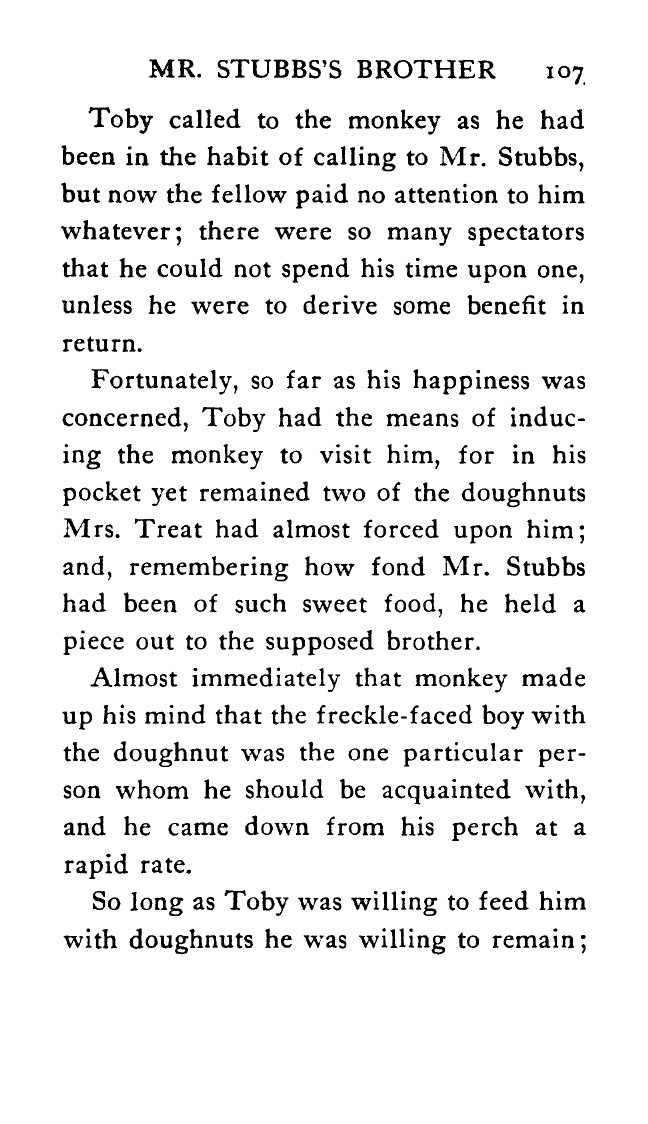 MR. STUBBS'S BROTHER 107
Toby called to the monkey as he had
been in the habit of calling to Mr. Stubbs,
but now the fellow paid no attention to him
whatever; there were so many spectators
that he could not spend his time upon one,
unless he were to derive some benefit in
return.
Fortunately, so far as his happiness was
concerned, Toby had the means of induc-
ing the monkey to visit him, for in his
pocket yet remained two of the doughnuts
Mrs. Treat had almost forced upon him;
and, remembering how fond Mr. Stubbs
had been of such sweet food, he held a
piece out to the supposed brother.
Almost immediately that monkey made
up his mind that the freckle-faced boy with
the doughnut was the one particular per-
son whom he should be acquainted with,
and he came down from his perch at a
rapid rate.
So long as Toby was willing to feed him
with doughnuts he was willing to remain;